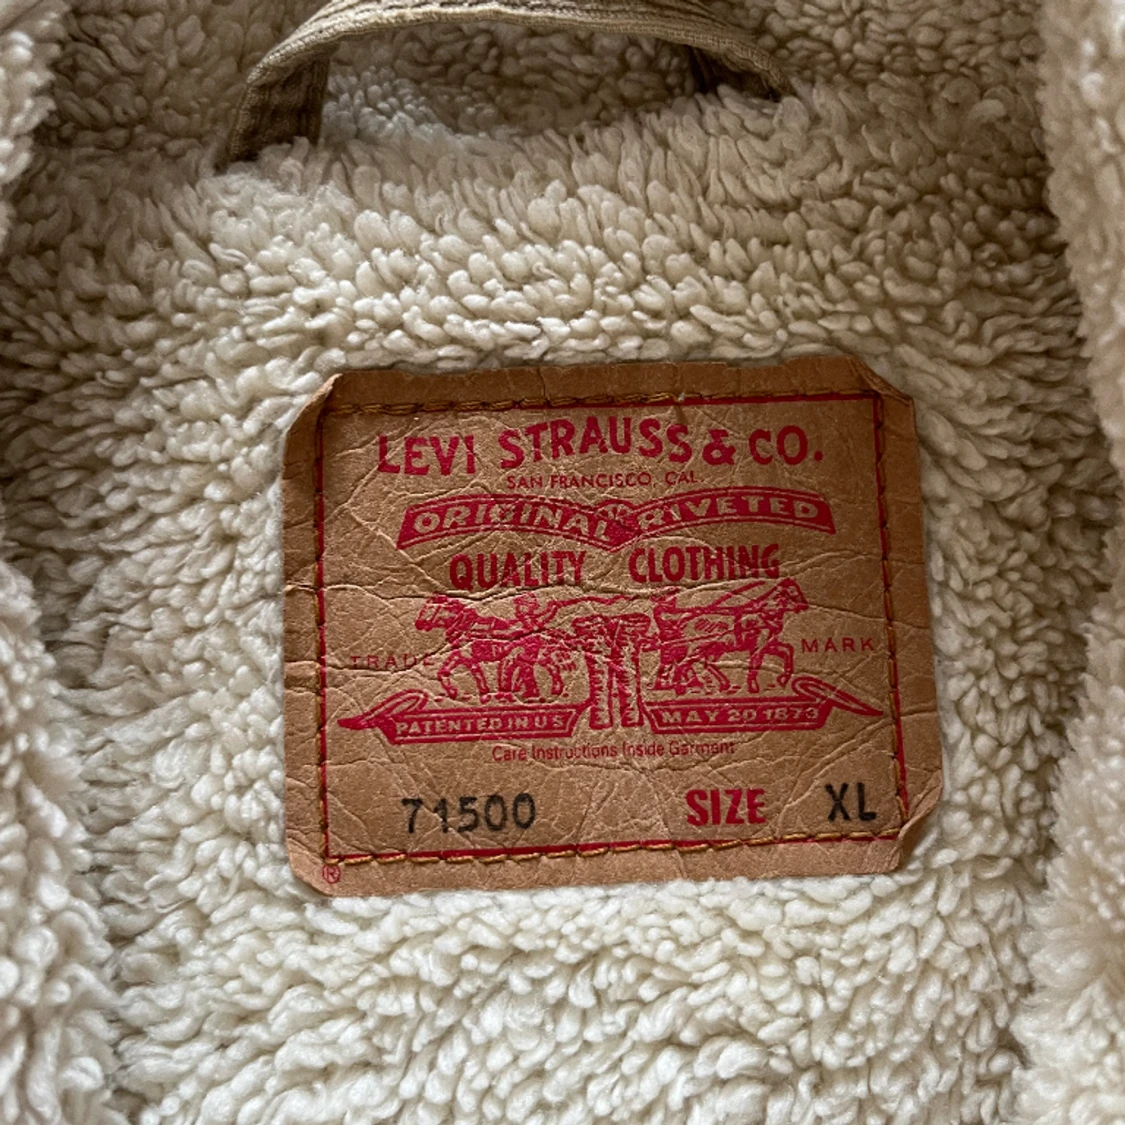 LEVI STRAUSS & CO.
SAN FRANCISCO, CAL.
ORIGINAL RIVETED
QUALITY CLOTHING
TRADE MARK
PATENTED IN U S MAY 20 1873
Care Instructions Inside Garment
71500 SIZE XL
®